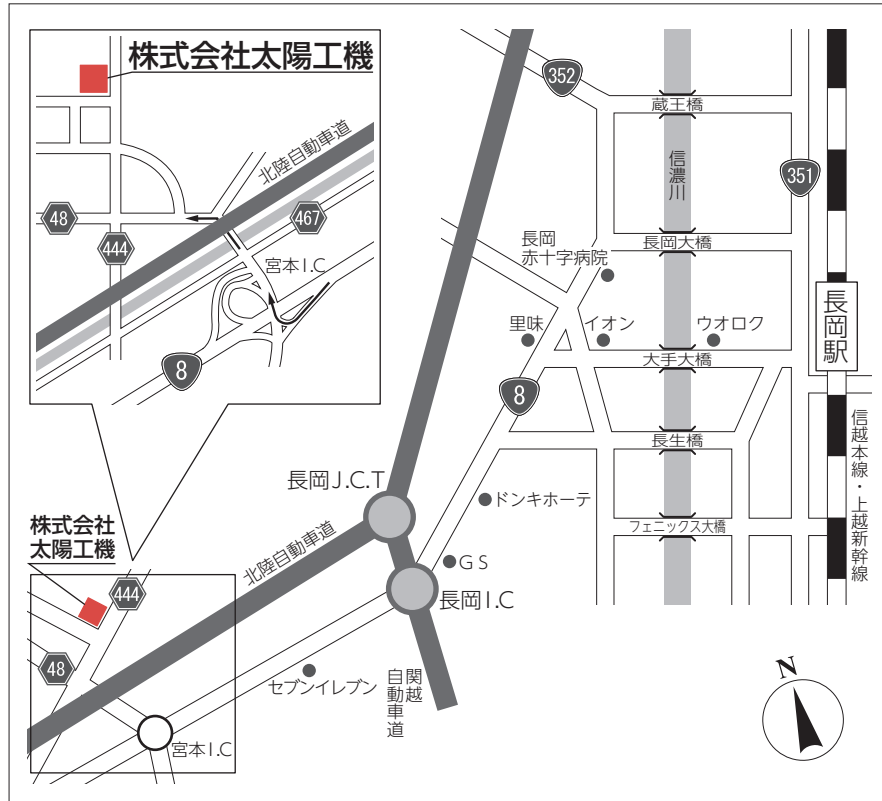 株式会社太陽工機
北陸自動車道
48
444
467
宮本I.C
8
352
蔵王橋
信濃川
351
長岡大橋
長岡
赤十字病院
里味
イオン
ウオロク
大手大橋
長岡駅
8
長生橋
信越本線・上越新幹線
長岡J.C.T
ドンキホーテ
フェニックス大橋
株式会社
太陽工機
北陸自動車道
GS
444
長岡I.C
48
セブンイレブン
関越
自動車道
宮本I.C
N